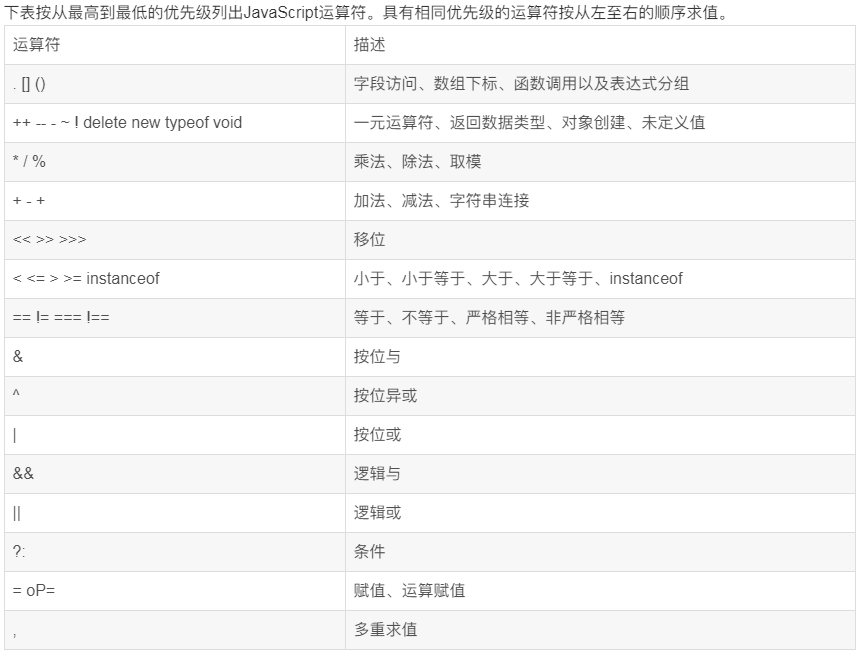 下表按从最高到最低的优先级列出JavaScript运算符。具有相同优先级的运算符按从左至右的顺序求值。
运算符 描述
. [] () 字段访问、数组下标、函数调用以及表达式分组
++ -- - ~ ! delete new typeof void 一元运算符、返回数据类型、对象创建、未定义值
* / % 乘法、除法、取模
+ - + 加法、减法、字符串连接
<< >> >>> 移位
< <= > >= instanceof 小于、小于等于、大于、大于等于、instanceof
== != === !== 等于、不等于、严格相等、非严格相等
& 按位与
^ 按位异或
| 按位或
&& 逻辑与
|| 逻辑或
?: 条件
= oP= 赋值、运算赋值
, 多重求值